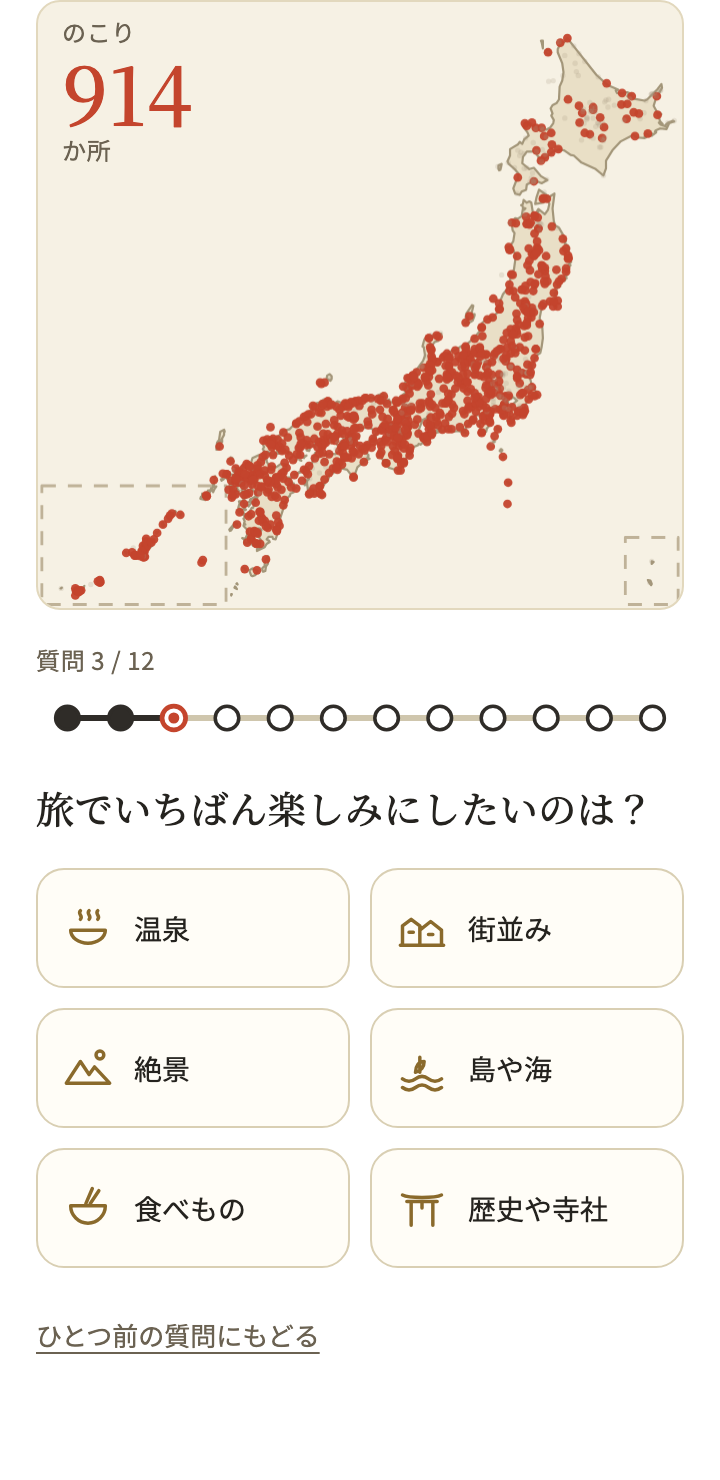 のこり
914
か所
質問 3 / 12
旅でいちばん楽しみにしたいのは？
温泉
街並み
絶景
島や海
食べもの
歴史や寺社
ひとつ前の質問にもどる